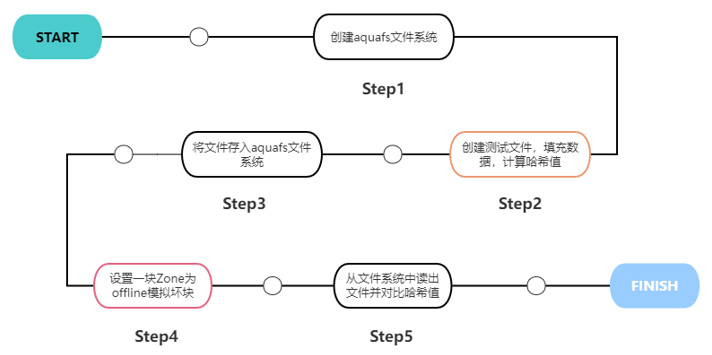 START
创建aquafs文件系统
Step1
创建测试文件，填充数
据，计算哈希值
Step2
将文件存入aquafs文件
系统
Step3
设置一块Zone为
offline模拟坏块
Step4
从文件系统中读出
文件并对比哈希值
Step5
FINISH